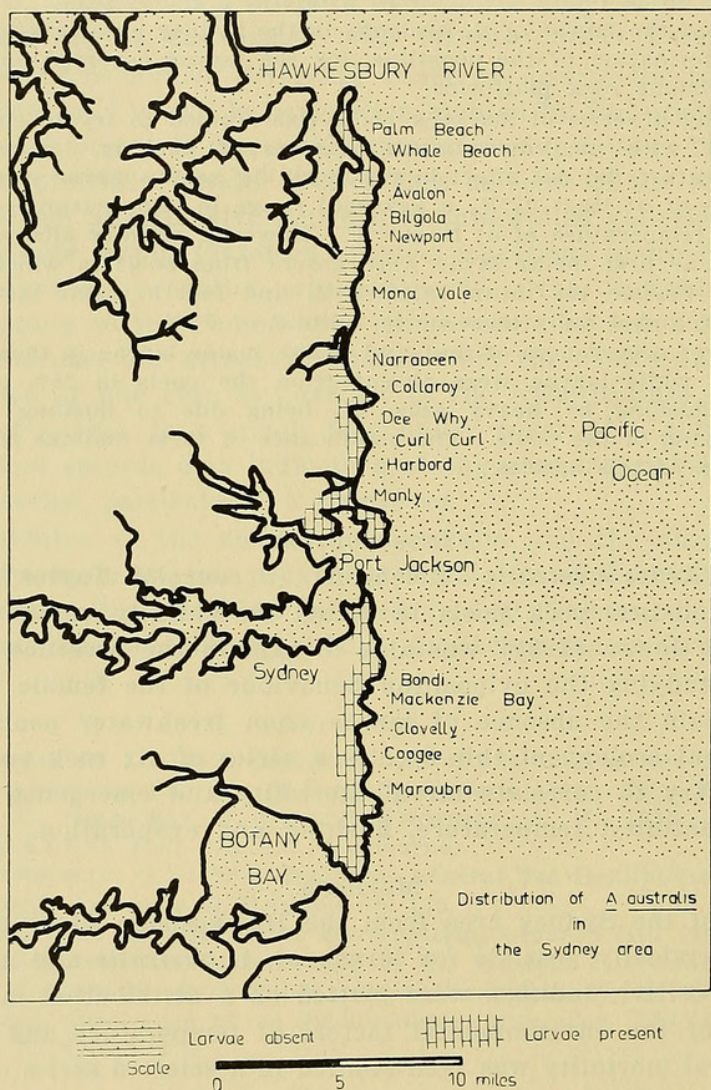 HAWKESBURY RIVER
Palm Beach
Whale Beach
Avalon
Bilgola
Newport
Mona Vale
Narrabeen
Collaroy
Dee Why
Curl Curl
Harbord
Manly
Pacific
Ocean
Port Jackson
Sydney
Bondi
Mackenzie Bay
Clovelly
Coogee
Maroubra
BOTANY
BAY
Distribution of A australis
in
the Sydney area
Larvae absent
Larvae present
Scale
0 5 10 miles